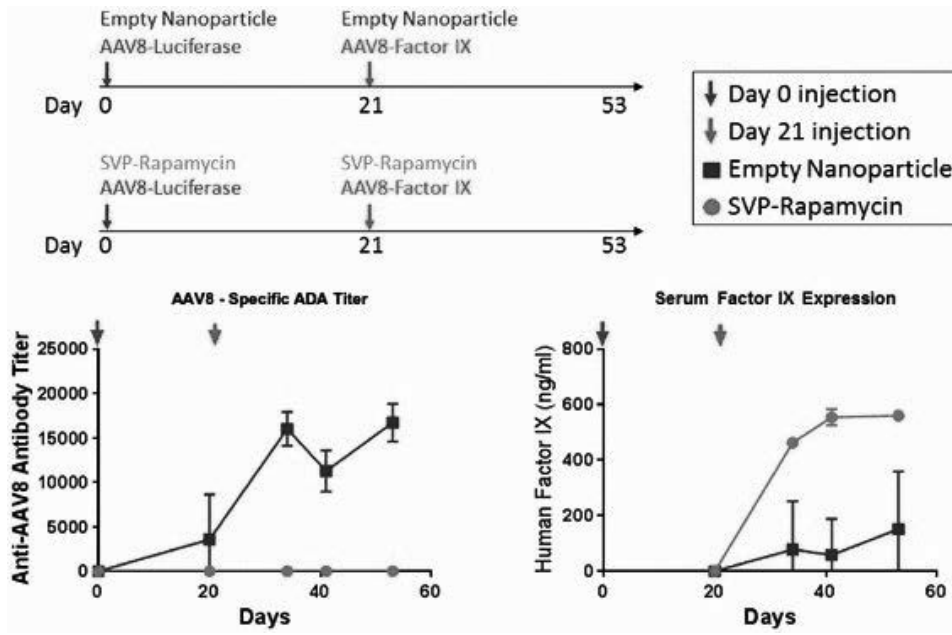 Empty Nanoparticle
AAV8-Luciferase
Empty Nanoparticle
AAV8-Factor IX
Day
0
21
53
SVP-Rapamycin
AAV8-Luciferase
SVP-Rapamycin
AAV8-Factor IX
Day
0
21
53
Day 0 injection
Day 21 injection
Empty Nanoparticle
SVP-Rapamycin
AAV8 - Specific ADA Titer
25000
20000
15000
10000
5000
0
Anti-AAV8 Antibody Titer
0
20
40
60
Days
Serum Factor IX Expression
800
600
400
200
0
Human Factor IX (ng/ml)
0
20
40
60
Days